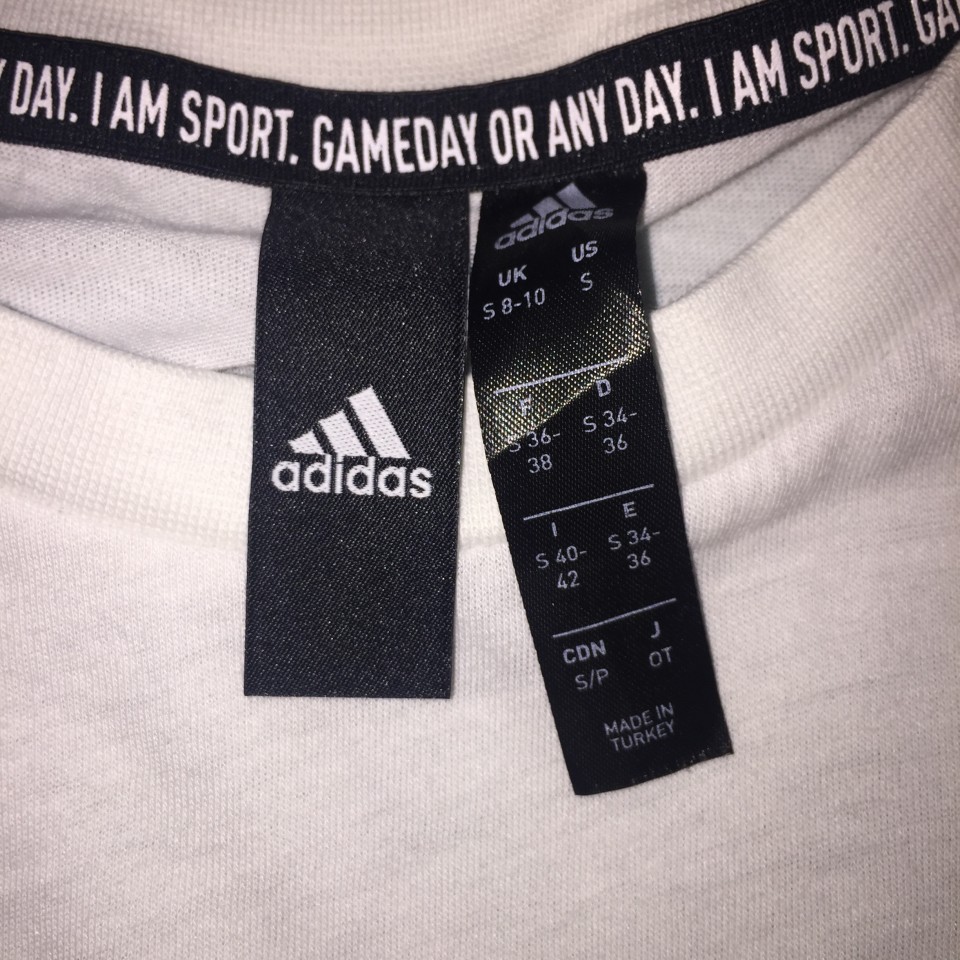 Y DAY. I AM SPORT. GAMEDAY OR ANY DAY. I AM SPORT. GA
adidas
adidas
UK US
S 8-10 S
F D
S 36-38 S 34-36
I E
S 40-42 S 34-36
CDN J
S/P OT
MADE IN
TURKEY